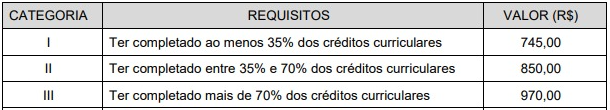 CATEGORIA REQUISITOS VALOR (R$)
I Ter completado ao menos 35% dos créditos curriculares 745,00
II Ter completado entre 35% e 70% dos créditos curriculares 850,00
III Ter completado mais de 70% dos créditos curriculares 970,00